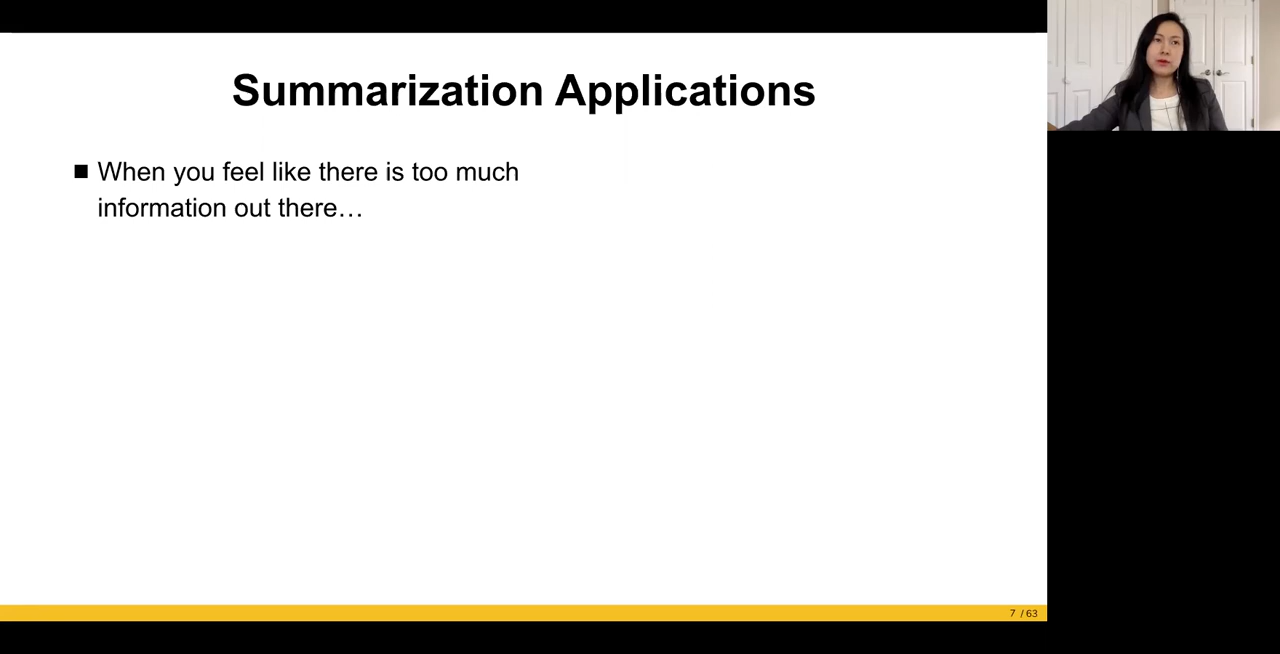 Summarization Applications
■ When you feel like there is too much
information out there…
7 / 63